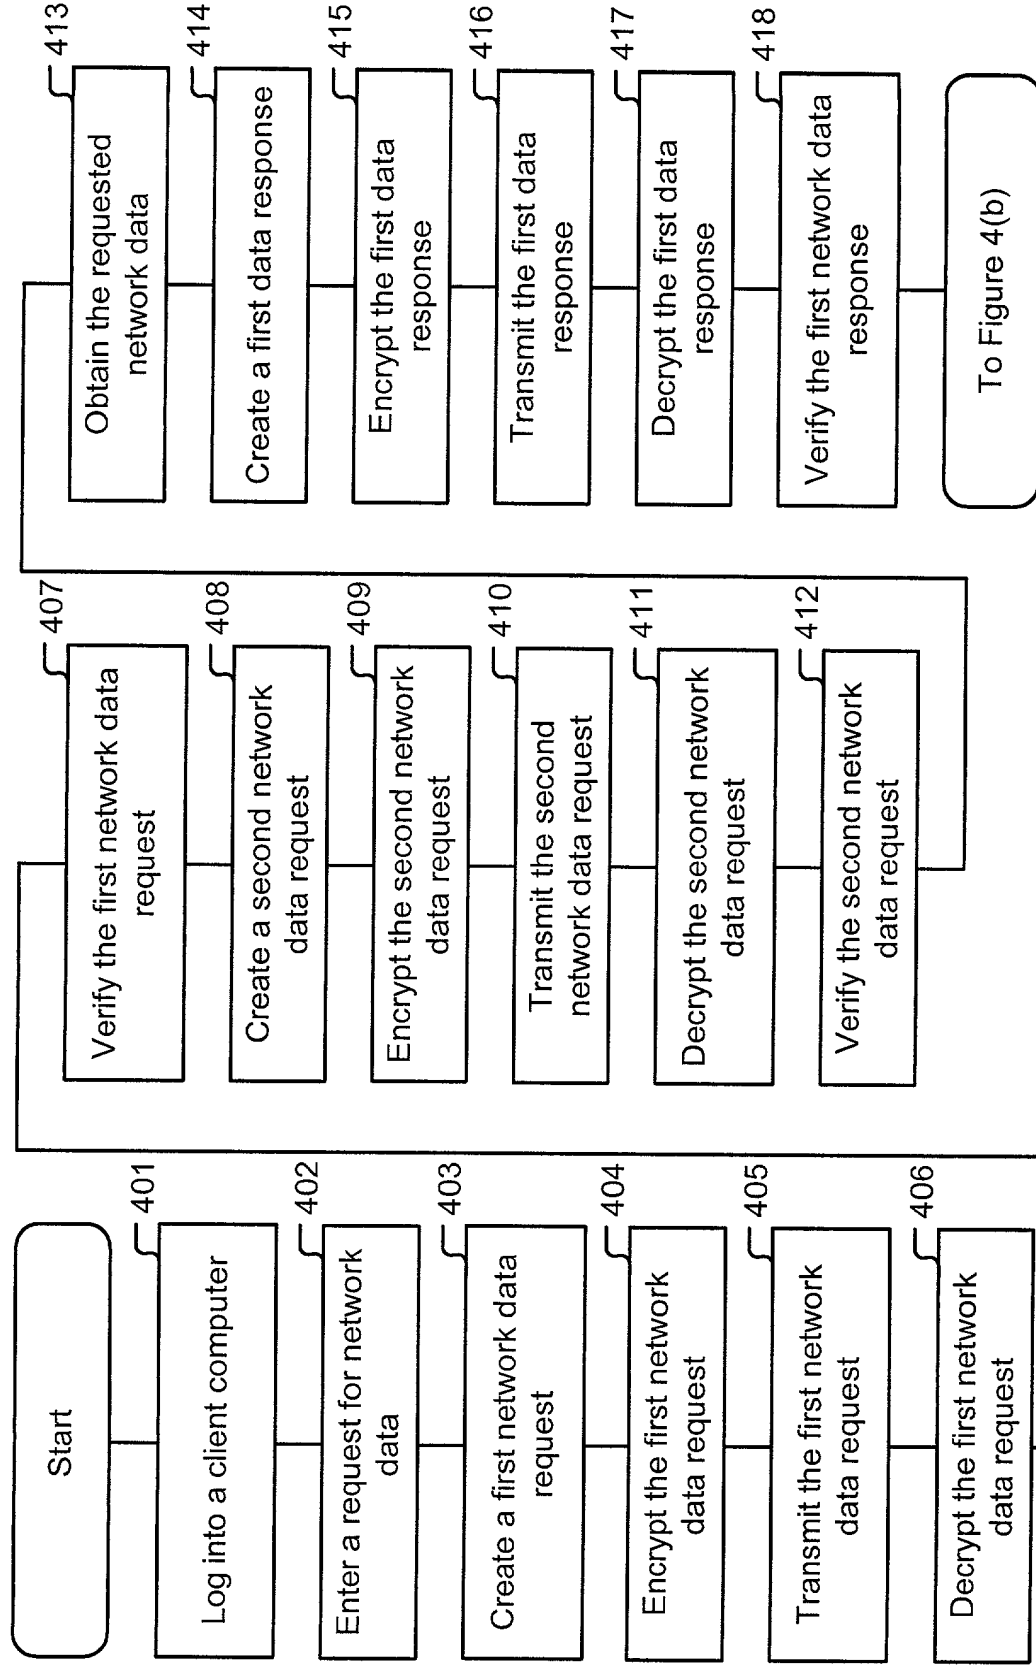 Start
401
Log into a client computer
402
Enter a request for network
data
403
Create a first network data
request
404
Encrypt the first network
data request
405
Transmit the first network
data request
406
Decrypt the first network
data request
407
Verify the first network data
request
408
Create a second network
data request
409
Encrypt the second network
data request
410
Transmit the second
network data request
411
Decrypt the second network
data request
412
Verify the second network
data request
413
Obtain the requested
network data
414
Create a first data response
415
Encrypt the first data
response
416
Transmit the first data
response
417
Decrypt the first data
response
418
Verify the first network data
response
To Figure 4(b)